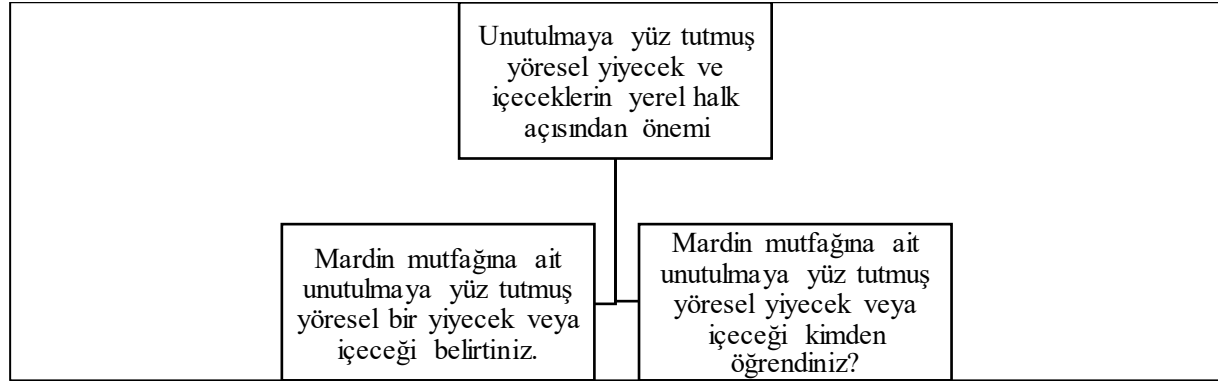 Unutulmaya yüz tutmuş
yöresel yiyecek ve
içeceklerin yerel halk
açısından önemi
Mardin mutfağına ait
unutulmaya yüz tutmuş
yöresel bir yiyecek veya
içeceği belirtiniz.
Mardin mutfağına ait
unutulmaya yüz tutmuş
yöresel yiyecek veya
içeceği kimden
öğrendiniz?